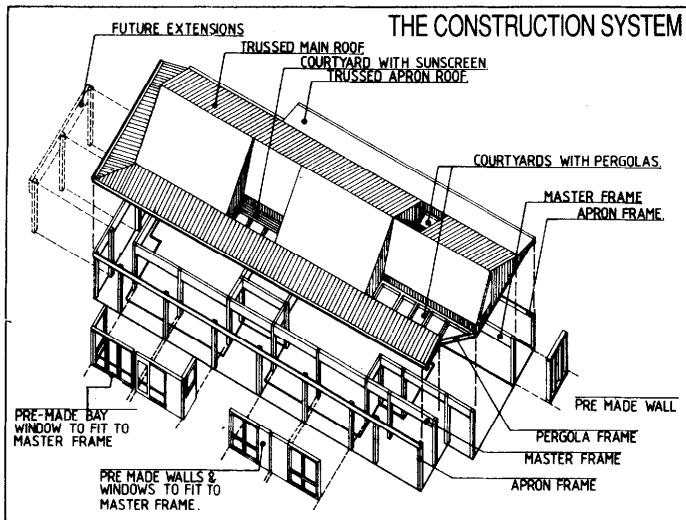 THE CONSTRUCTION SYSTEM
FUTURE EXTENSIONS
TRUSSED MAIN ROOF
COURTYARD WITH SUNSCREEN
TRUSSED APRON ROOF.
COURTYARDS WITH PERGOLAS.
MASTER FRAME
APRON FRAME.
PRE MADE WALL
PERGOLA FRAME
MASTER FRAME
APRON FRAME
PRE-MADE BAY
WINDOW TO FIT TO
MASTER FRAME
PRE MADE WALLS &
WINDOWS TO FIT TO
MASTER FRAME.